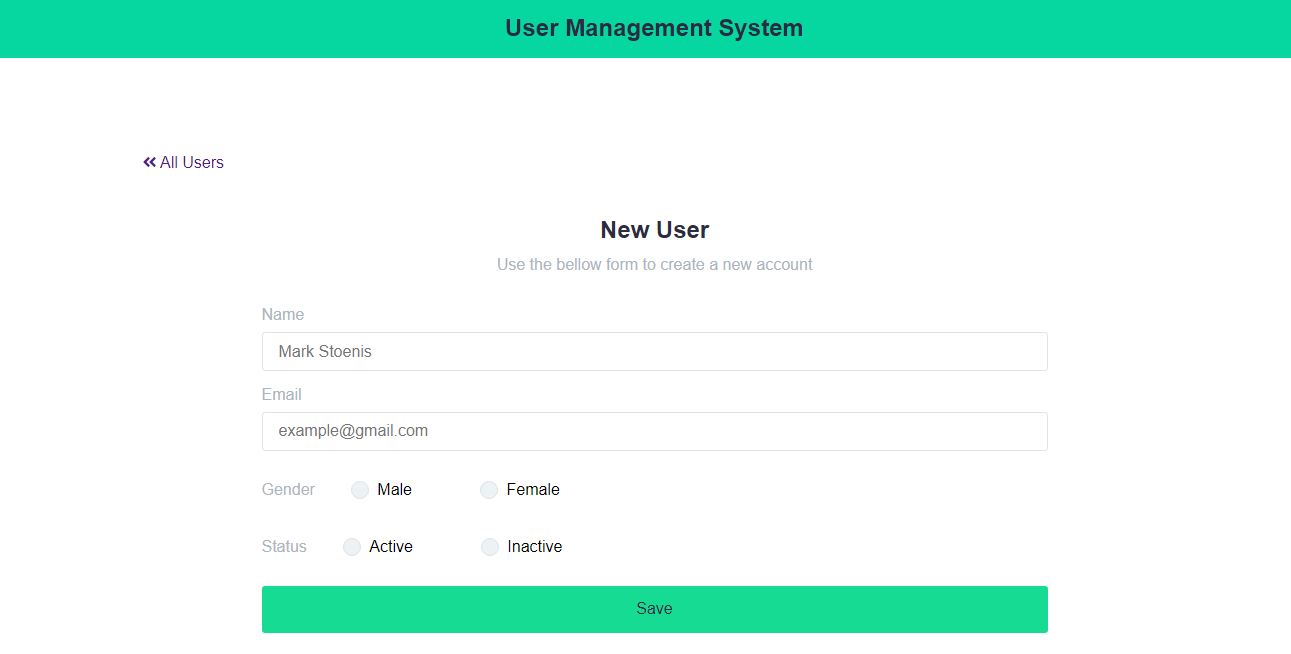 User Management System
All Users
New User
Use the bellow form to create a new account
Name
Mark Stoenis
Email
example@gmail.com
Gender Male Female
Status Active Inactive
Save